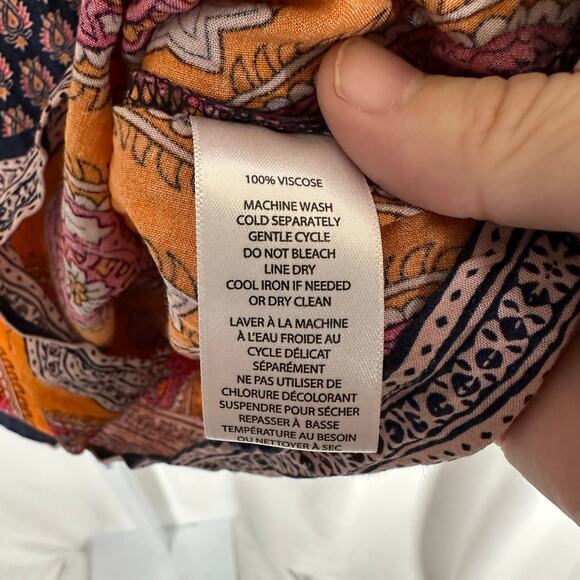 100% VISCOSE
MACHINE WASH
COLD SEPARATELY
GENTLE CYCLE
DO NOT BLEACH
LINE DRY
COOL IRON IF NEEDED
OR DRY CLEAN
LAVER À LA MACHINE
À L'EAU FROIDE AU
CYCLE DÉLICAT
SÉPARÉMENT
NE PAS UTILISER DE
CHLORURE DÉCOLORANT
SUSPENDRE POUR SÉCHER
REPASSER À BASSE
TEMPÉRATURE AU BESOIN
OU NETTOYER À SEC